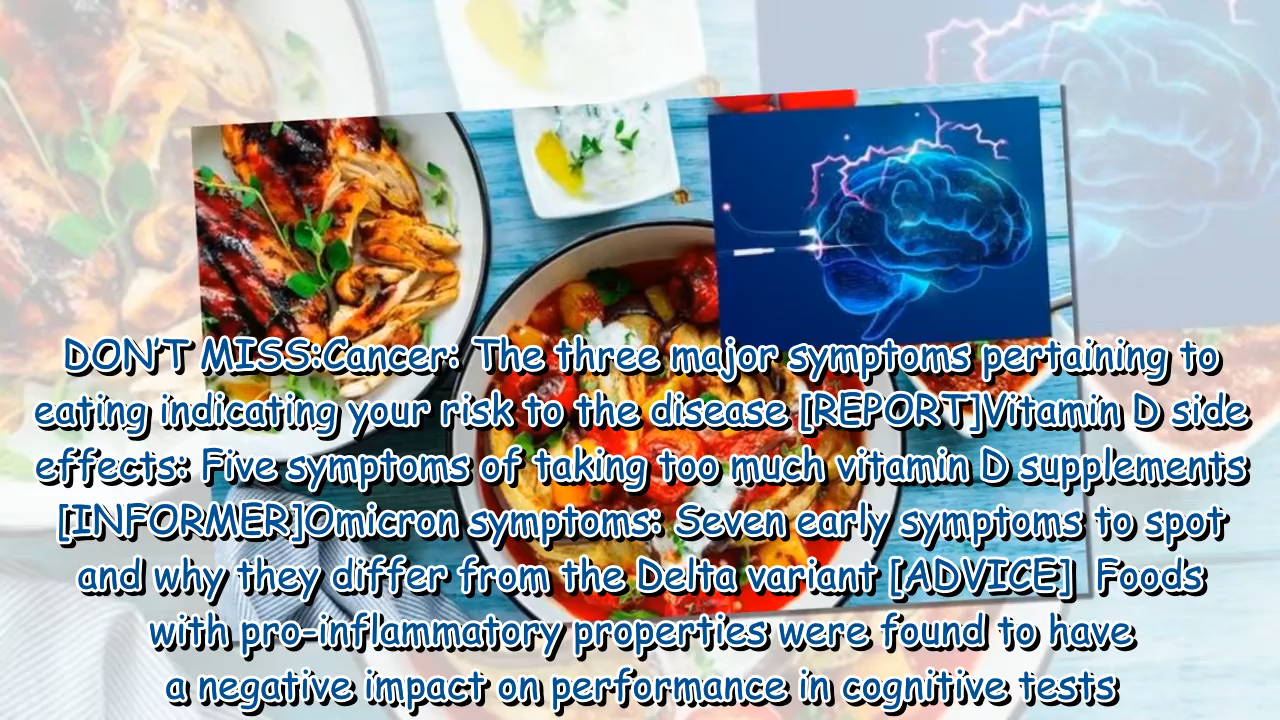 DON'T MISS:Cancer: The three major symptoms pertaining to
eating indicating your risk to the disease [REPORT]Vitamin D side
effects: Five symptoms of taking too much vitamin D supplements
[INFORMER]Omicron symptoms: Seven early symptoms to spot
and why they differ from the Delta variant [ADVICE]  Foods
with pro-inflammatory properties were found to have
a negative impact on performance in cognitive tests